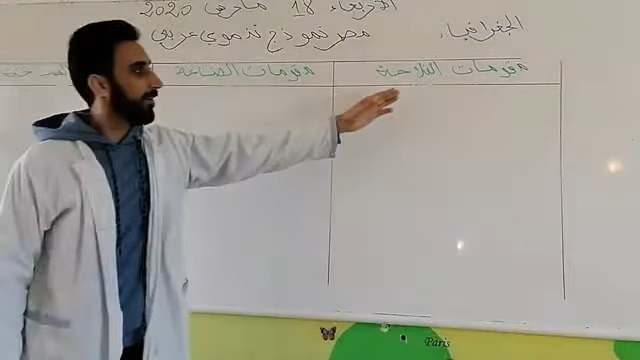 الأربعاء 18 مارس 2020
الجغرافيا:
مصر نموذج تنموي عربي
مقومات الفلاحة
مقومات الصناعة
Paris